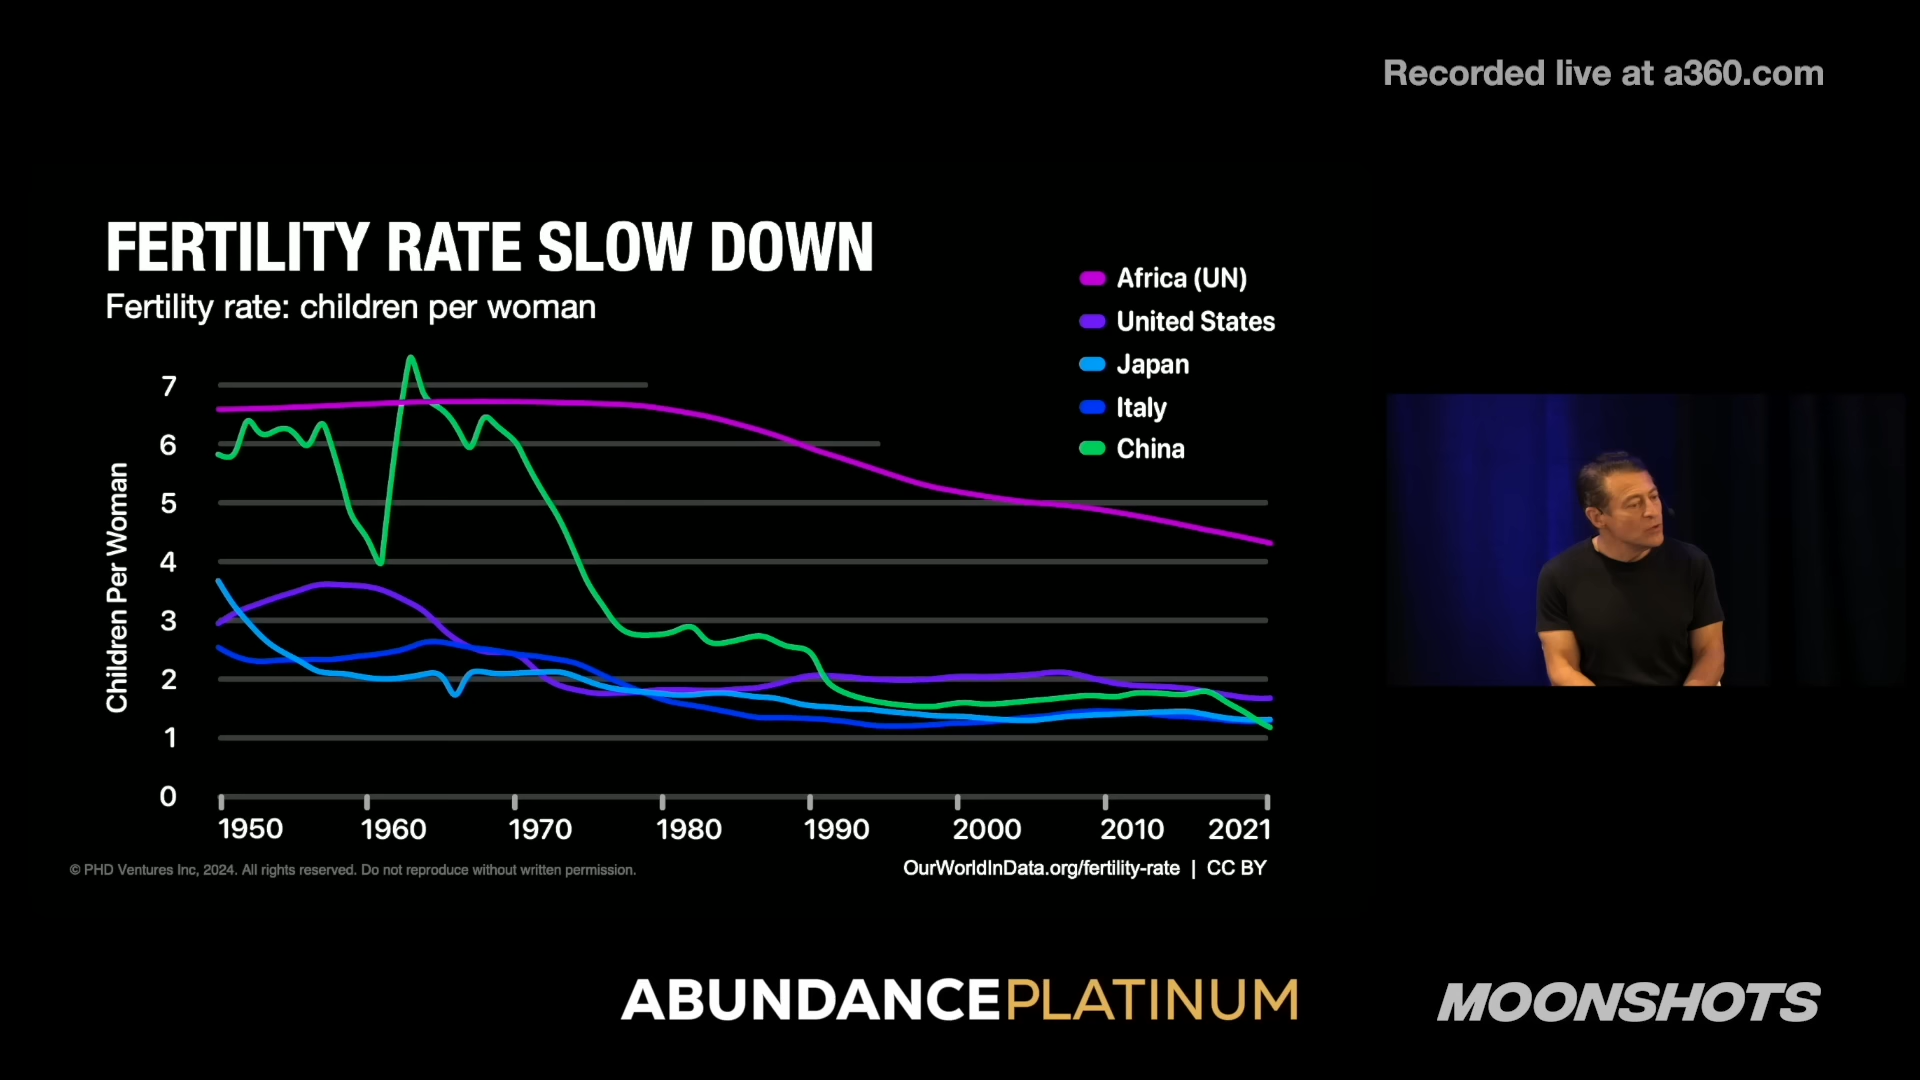 Recorded live at a360.com
FERTILITY RATE SLOW DOWN
Fertility rate: children per woman
Africa (UN)
United States
Japan
Italy
China
Children Per Woman
7
6
5
4
3
2
1
0
1950 1960 1970 1980 1990 2000 2010 2021
© PHD Ventures Inc, 2024. All rights reserved. Do not reproduce without written permission.
OurWorldInData.org/fertility-rate | CC BY
ABUNDANCEPLATINUM
MOONSHOTS